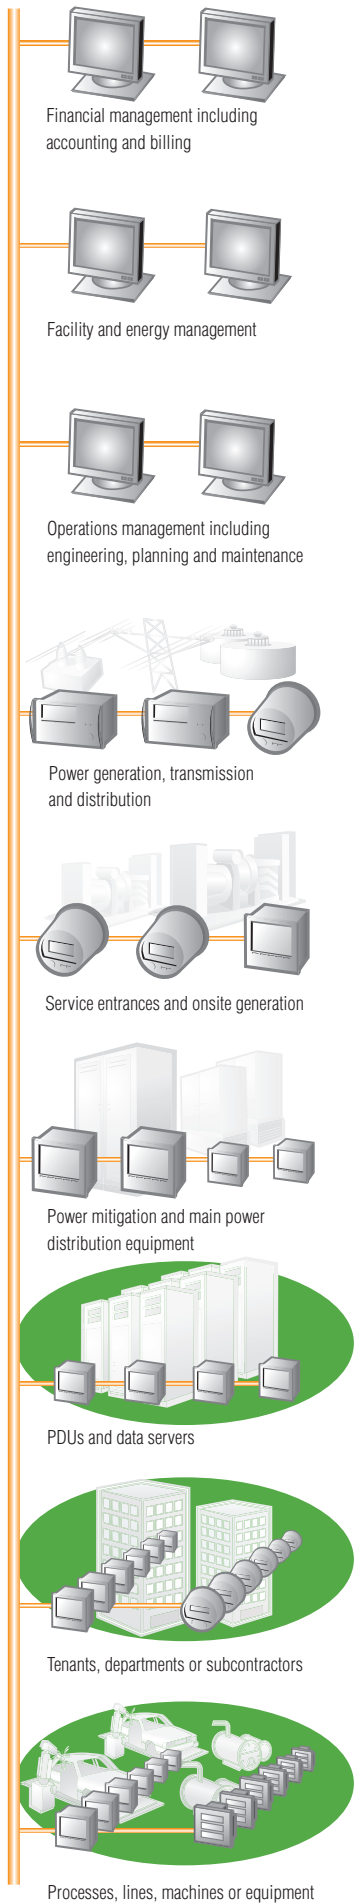 Financial management including
accounting and billing
Facility and energy management
Operations management including
engineering, planning and maintenance
Power generation, transmission
and distribution
Service entrances and onsite generation
Power mitigation and main power
distribution equipment
PDUs and data servers
Tenants, departments or subcontractors
Processes, lines, machines or equipment